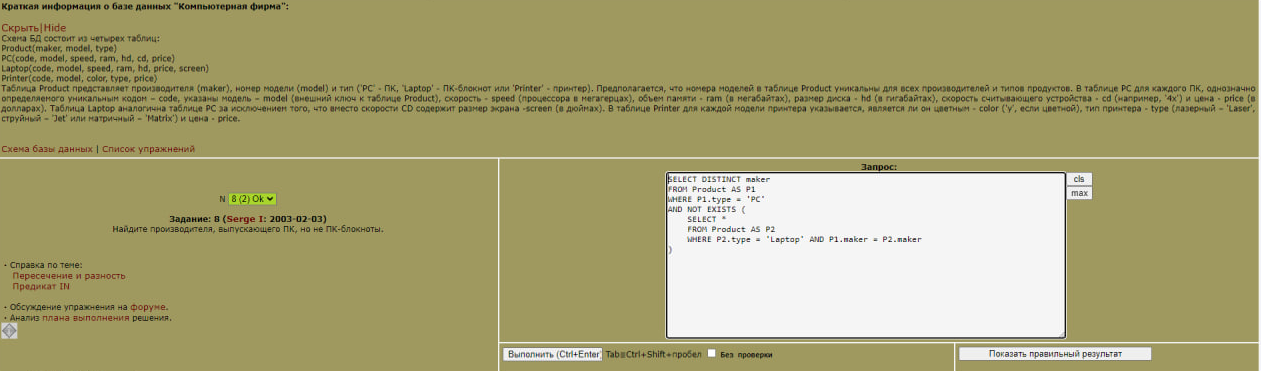 Краткая информация о базе данных "Компьютерная фирма":
Скрыть|Hide
Схема БД состоит из четырех таблиц:
Product(maker, model, type)
PC(code, model, speed, ram, hd, cd, price)
Laptop(code, model, speed, ram, hd, price, screen)
Printer(code, model, color, type, price)
Таблица Product представляет производителя (maker), номер модели (model) и тип ('PC' - ПК, 'Laptop' - ПК-блокнот или 'Printer' - принтер). Предполагается, что номера моделей в таблице Product уникальны для всех производителей и типов продуктов. В таблице PC для каждого ПК, однозначно
определяемого уникальным кодом – code, указаны модель – model (внешний ключ к таблице Product), скорость - speed (процессора в мегагерцах), объем памяти - ram (в мегабайтах), размер диска - hd (в гигабайтах), скорость считывающего устройства - cd (например, '4x') и цена - price (в
долларах). Таблица Laptop аналогична таблице РС за исключением того, что вместо скорости CD содержит размер экрана -screen (в дюймах). В таблице Printer для каждой модели принтера указывается, является ли он цветным - color ('y', если цветной), тип принтера - type (лазерный – 'Laser',
струйный – 'Jet' или матричный – 'Matrix') и цена - price.
Схема базы данных | Список упражнений
N 8 (2) Ok
Задание: 8 (Serge I: 2003-02-03)
Найдите производителя, выпускающего ПК, но не ПК-блокноты.
· Справка по теме:
Пересечение и разность
Предикат IN
· Обсуждение упражнения на форуме.
· Анализ плана выполнения решения.
Запрос:
SELECT DISTINCT maker
FROM Product AS P1
WHERE P1.type = 'PC'
AND NOT EXISTS (
SELECT *
FROM Product AS P2
WHERE P2.type = 'Laptop' AND P1.maker = P2.maker
)
cls
max
Выполнить (Ctrl+Enter) Tab≡Ctrl+Shift+пробел Без проверки
Показать правильный результат